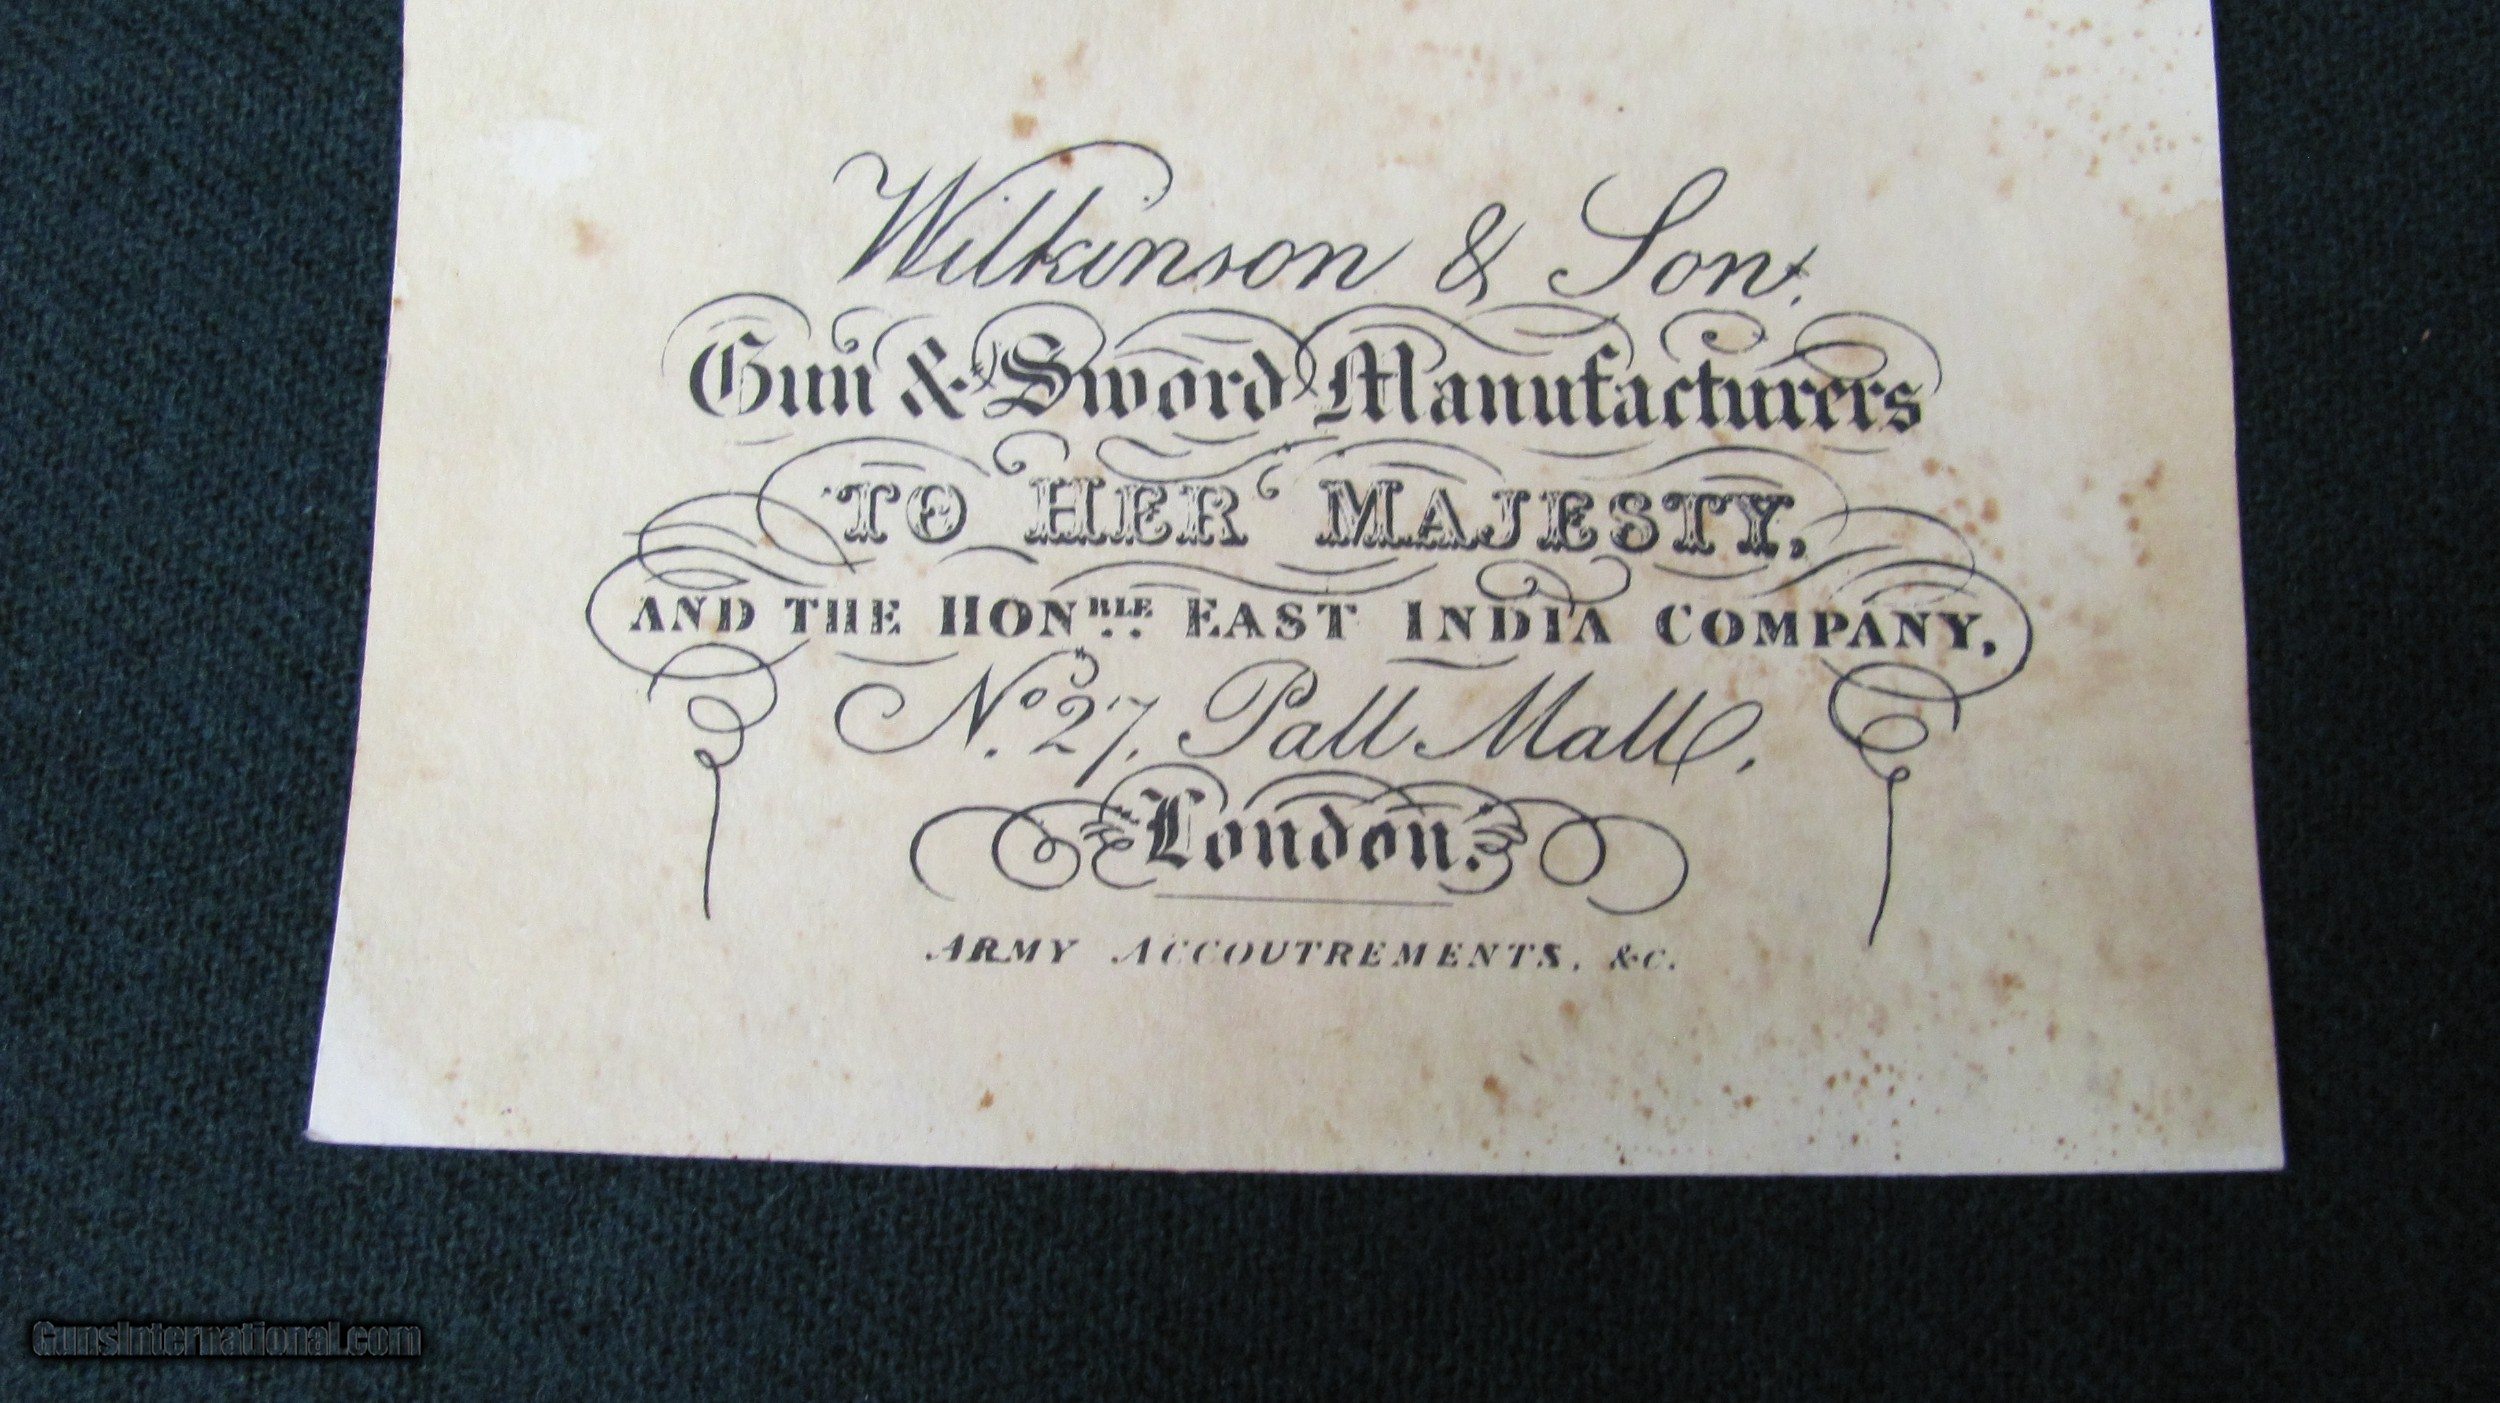 Wilkinson & Son.
Gun & Sword Manufacturers
TO HER MAJESTY,
AND THE HONBLE EAST INDIA COMPANY,
No. 27, Pall Mall.
London.
ARMY ACCOUTREMENTS, &C.
GunsInternational.com